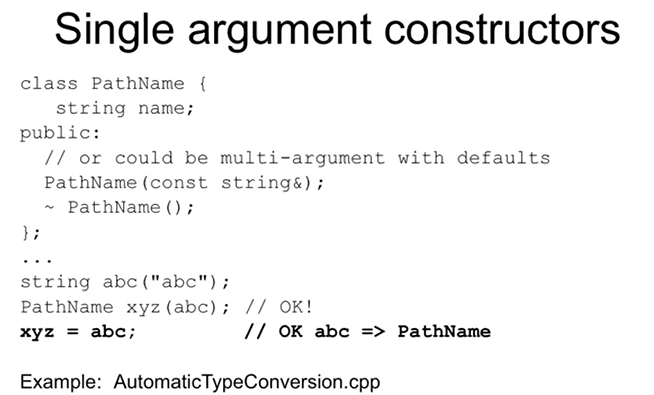 Single argument constructors
class PathName {
string name;
public:
// or could be multi-argument with defaults
PathName(const string&);
~ PathName();
};
...
string abc("abc");
PathName xyz(abc); // OK!
xyz = abc; // OK abc => PathName
Example: AutomaticTypeConversion.cpp